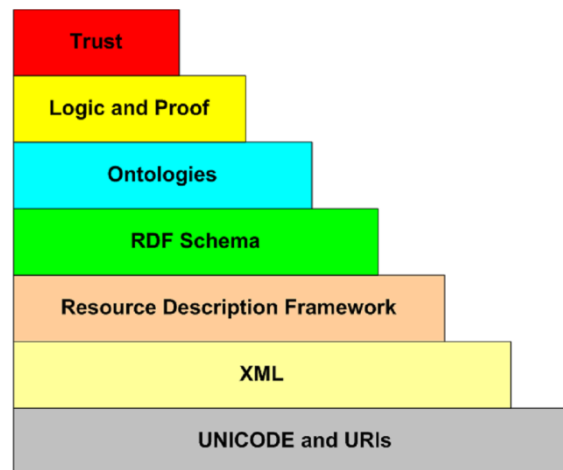 Trust
Logic and Proof
Ontologies
RDF Schema
Resource Description Framework
XML
UNICODE and URIs